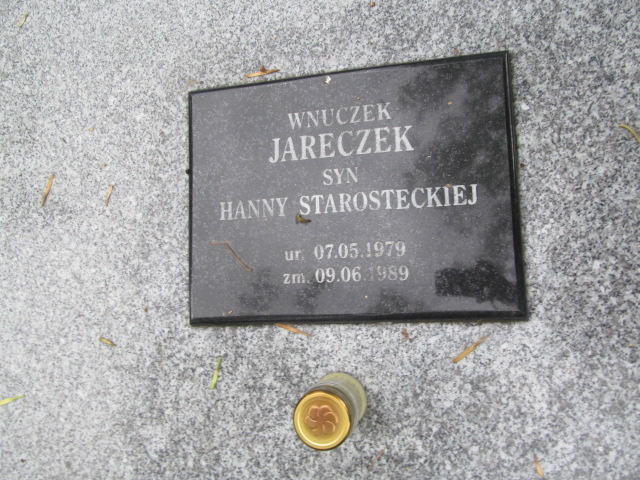 WNUCZEK
JARECZEK
SYN
HANNY STAROSTECKIEJ
ur. 07.05.1979
zm. 09.06.1989